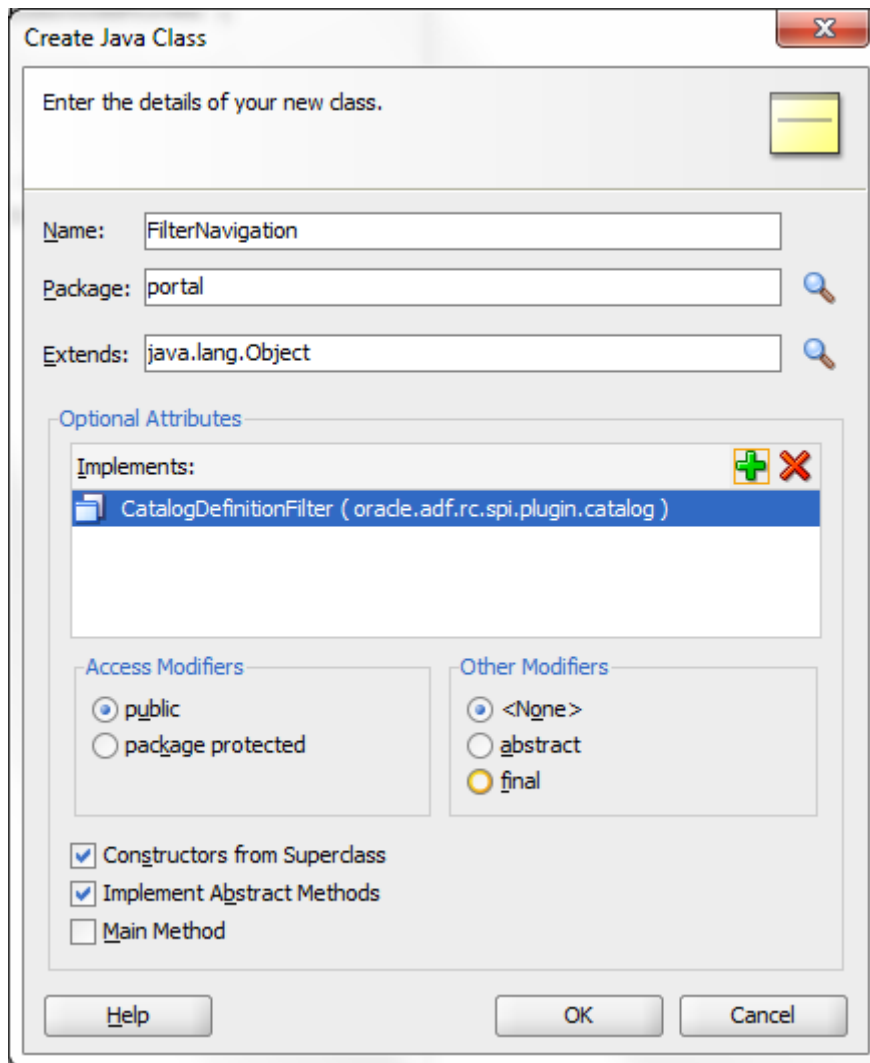 Create Java Class
Enter the details of your new class.
Name: FilterNavigation
Package: portal
Extends: java.lang.Object
Optional Attributes
Implements:
CatalogDefinitionFilter ( oracle.adf.rc.spi.plugin.catalog )
Access Modifiers
public
package protected
Other Modifiers
<None>
abstract
final
Constructors from Superclass
Implement Abstract Methods
Main Method
Help OK Cancel